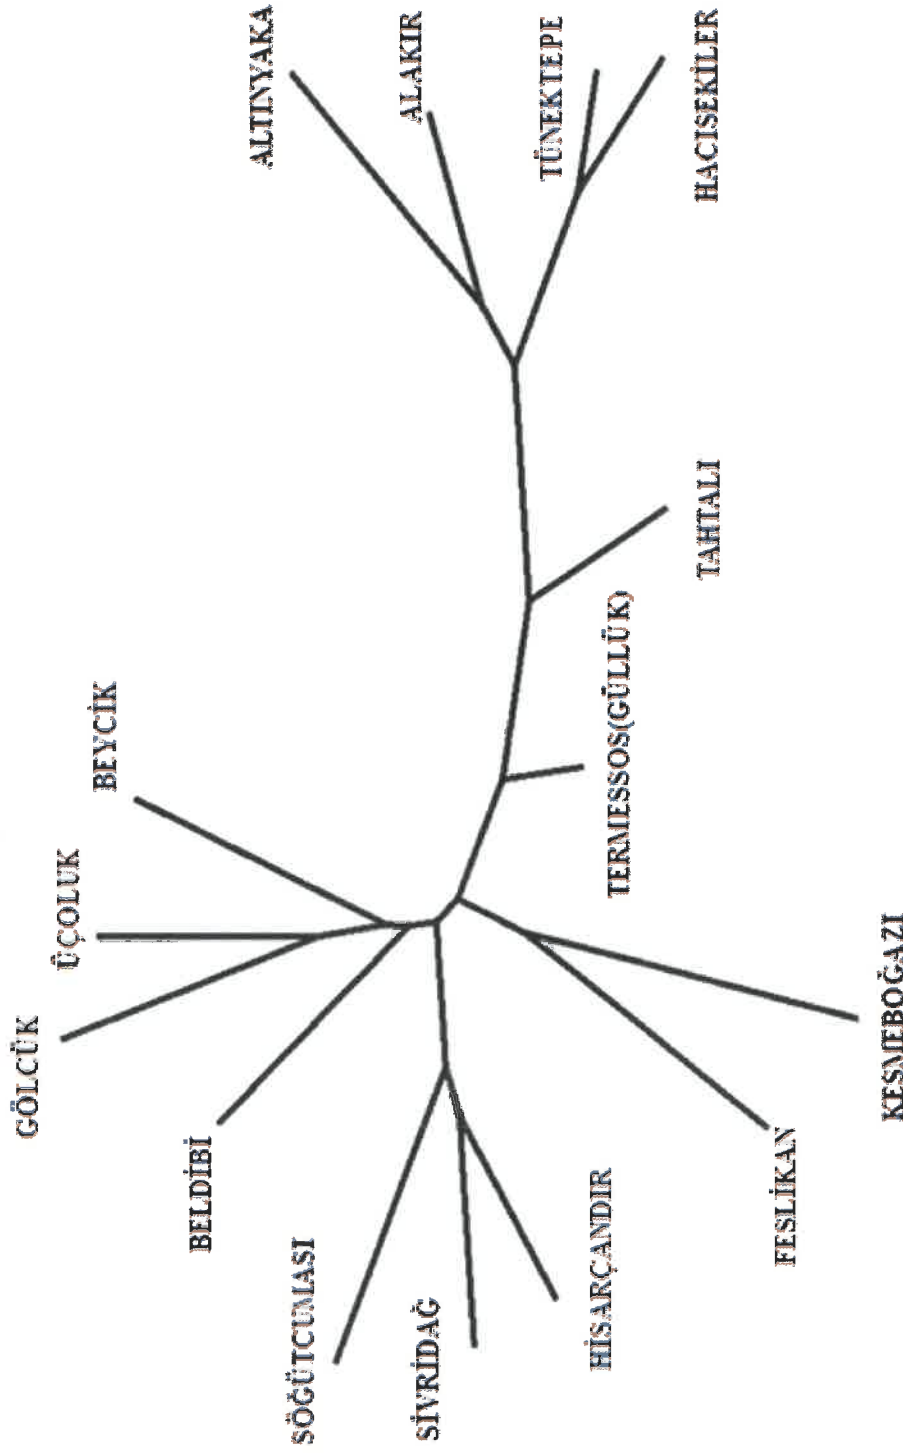 ALTINYAKA
ALAKIR
TÜNEKTEPE
HACISEKİLER
TAHTALI
TERMESSOS(GÜLLÜK)
BEYCİK
ÜÇOLUK
GÖLCÜK
BELDİBİ
SÖĞÜTCUMASI
SİVRİDAĞ
HİSARÇANDIR
FESLİKAN
KESMEBOĞAZI